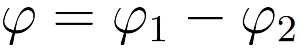 φ = φ₁ − φ₂